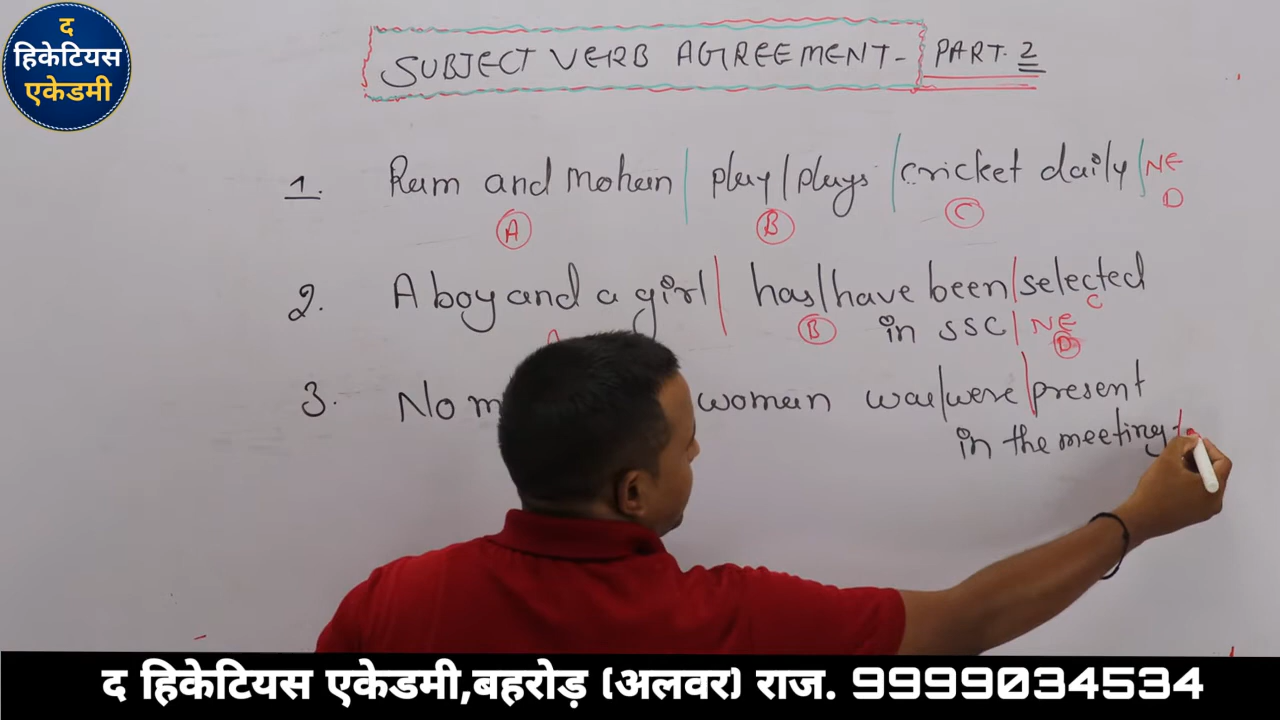 द
हिकेटियस
एकेडमी
SUBJECT VERB AGREEMENT - PART. 2
1. Ram and Mohan | play/plays | cricket daily | NE
A B C D
2. A boy and a girl | has/have been | selected
C
B in SSC | NE
D
3. No woman was/were | present
in the meeting |
द हिकेटियस एकेडमी,बहरोड़ (अलवर) राज. 9999034534